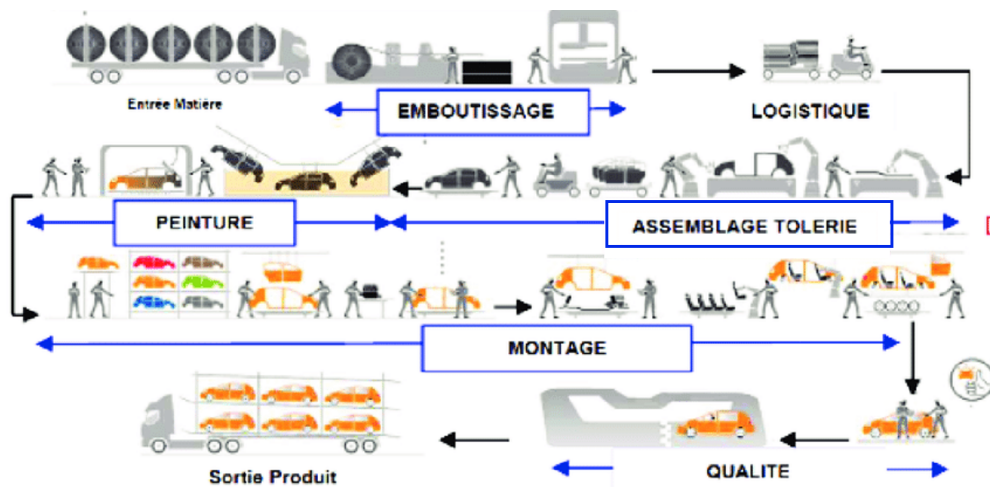 Entrée Matière
EMBOUTISSAGE
LOGISTIQUE
PEINTURE
ASSEMBLAGE TOLERIE
MONTAGE
Sortie Produit
QUALITE